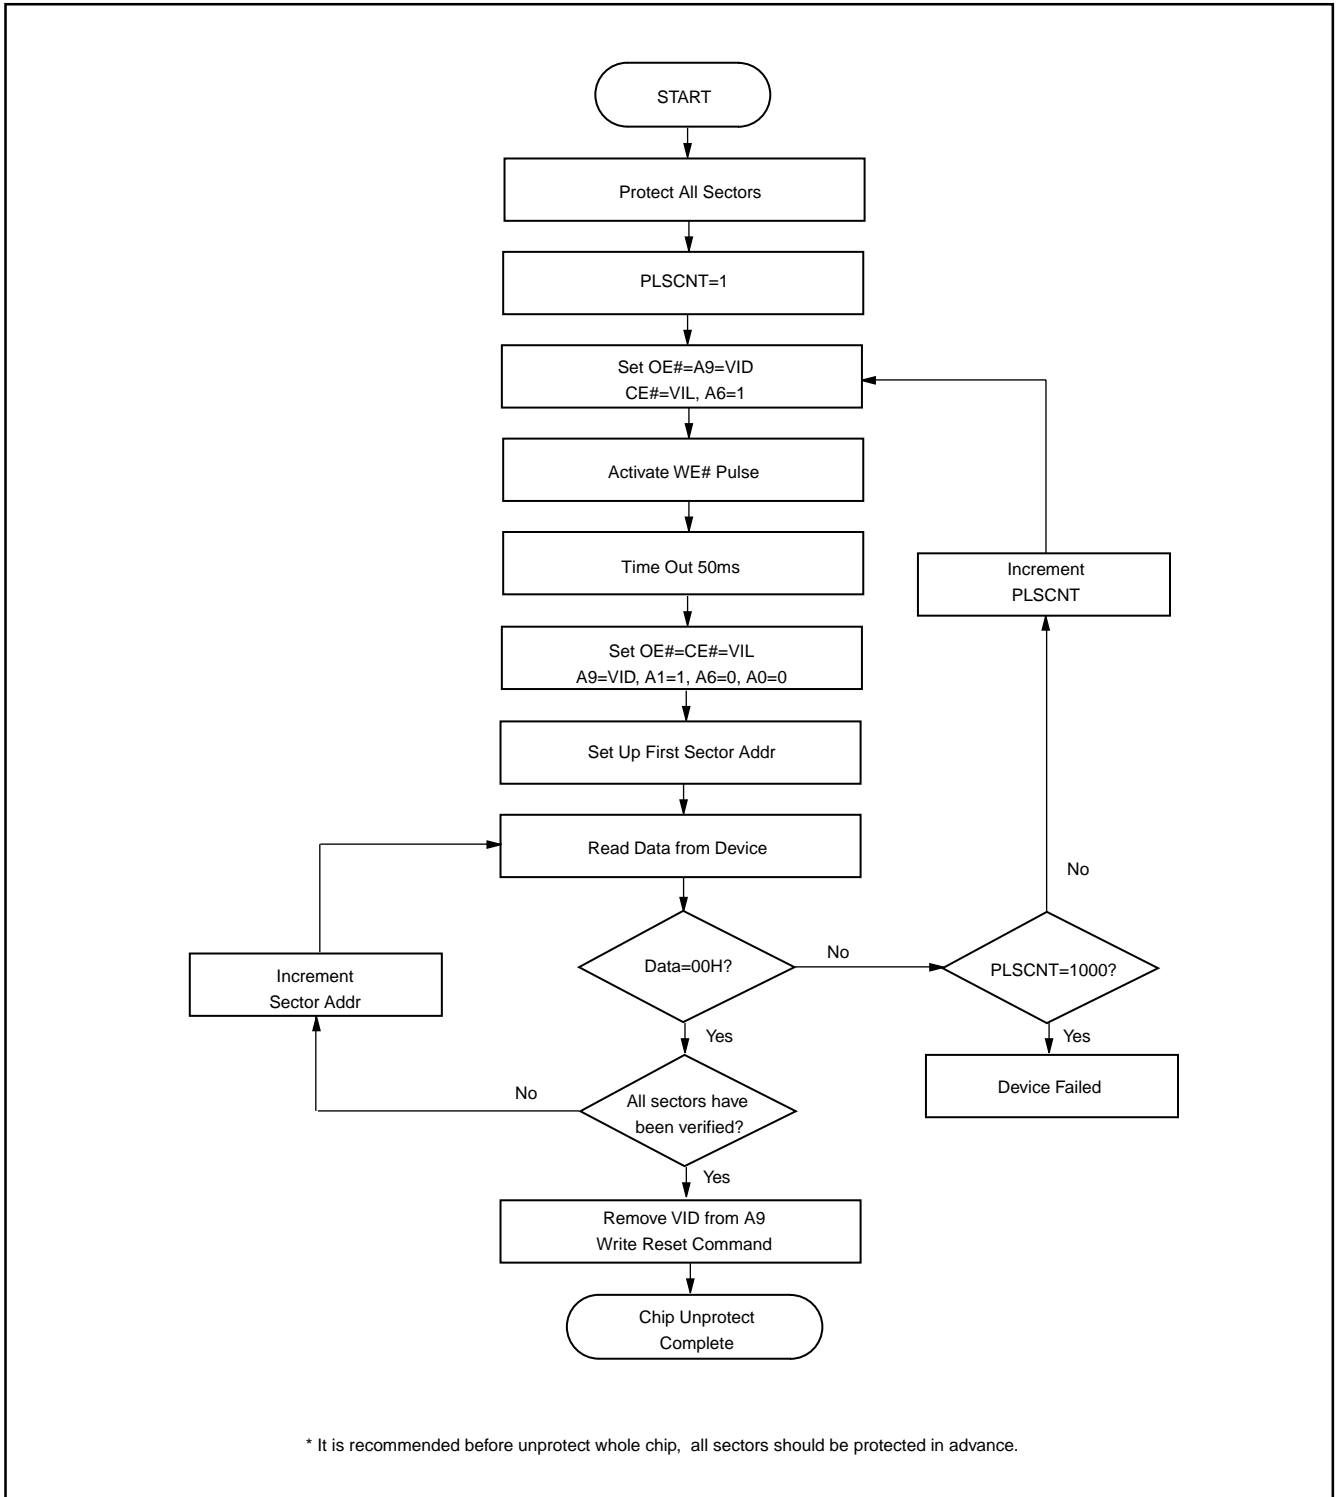 START
Protect All Sectors
PLSCNT=1
Set OE#=A9=VID
CE#=VIL, A6=1
Activate WE# Pulse
Time Out 50ms
Increment
PLSCNT
Set OE#=CE#=VIL
A9=VID, A1=1, A6=0, A0=0
Set Up First Sector Addr
Read Data from Device
No
Data=00H?
No
PLSCNT=1000?
Increment
Sector Addr
Yes
Yes
Device Failed
No
All sectors have
been verified?
Yes
Remove VID from A9
Write Reset Command
Chip Unprotect
Complete
* It is recommended before unprotect whole chip, all sectors should be protected in advance.